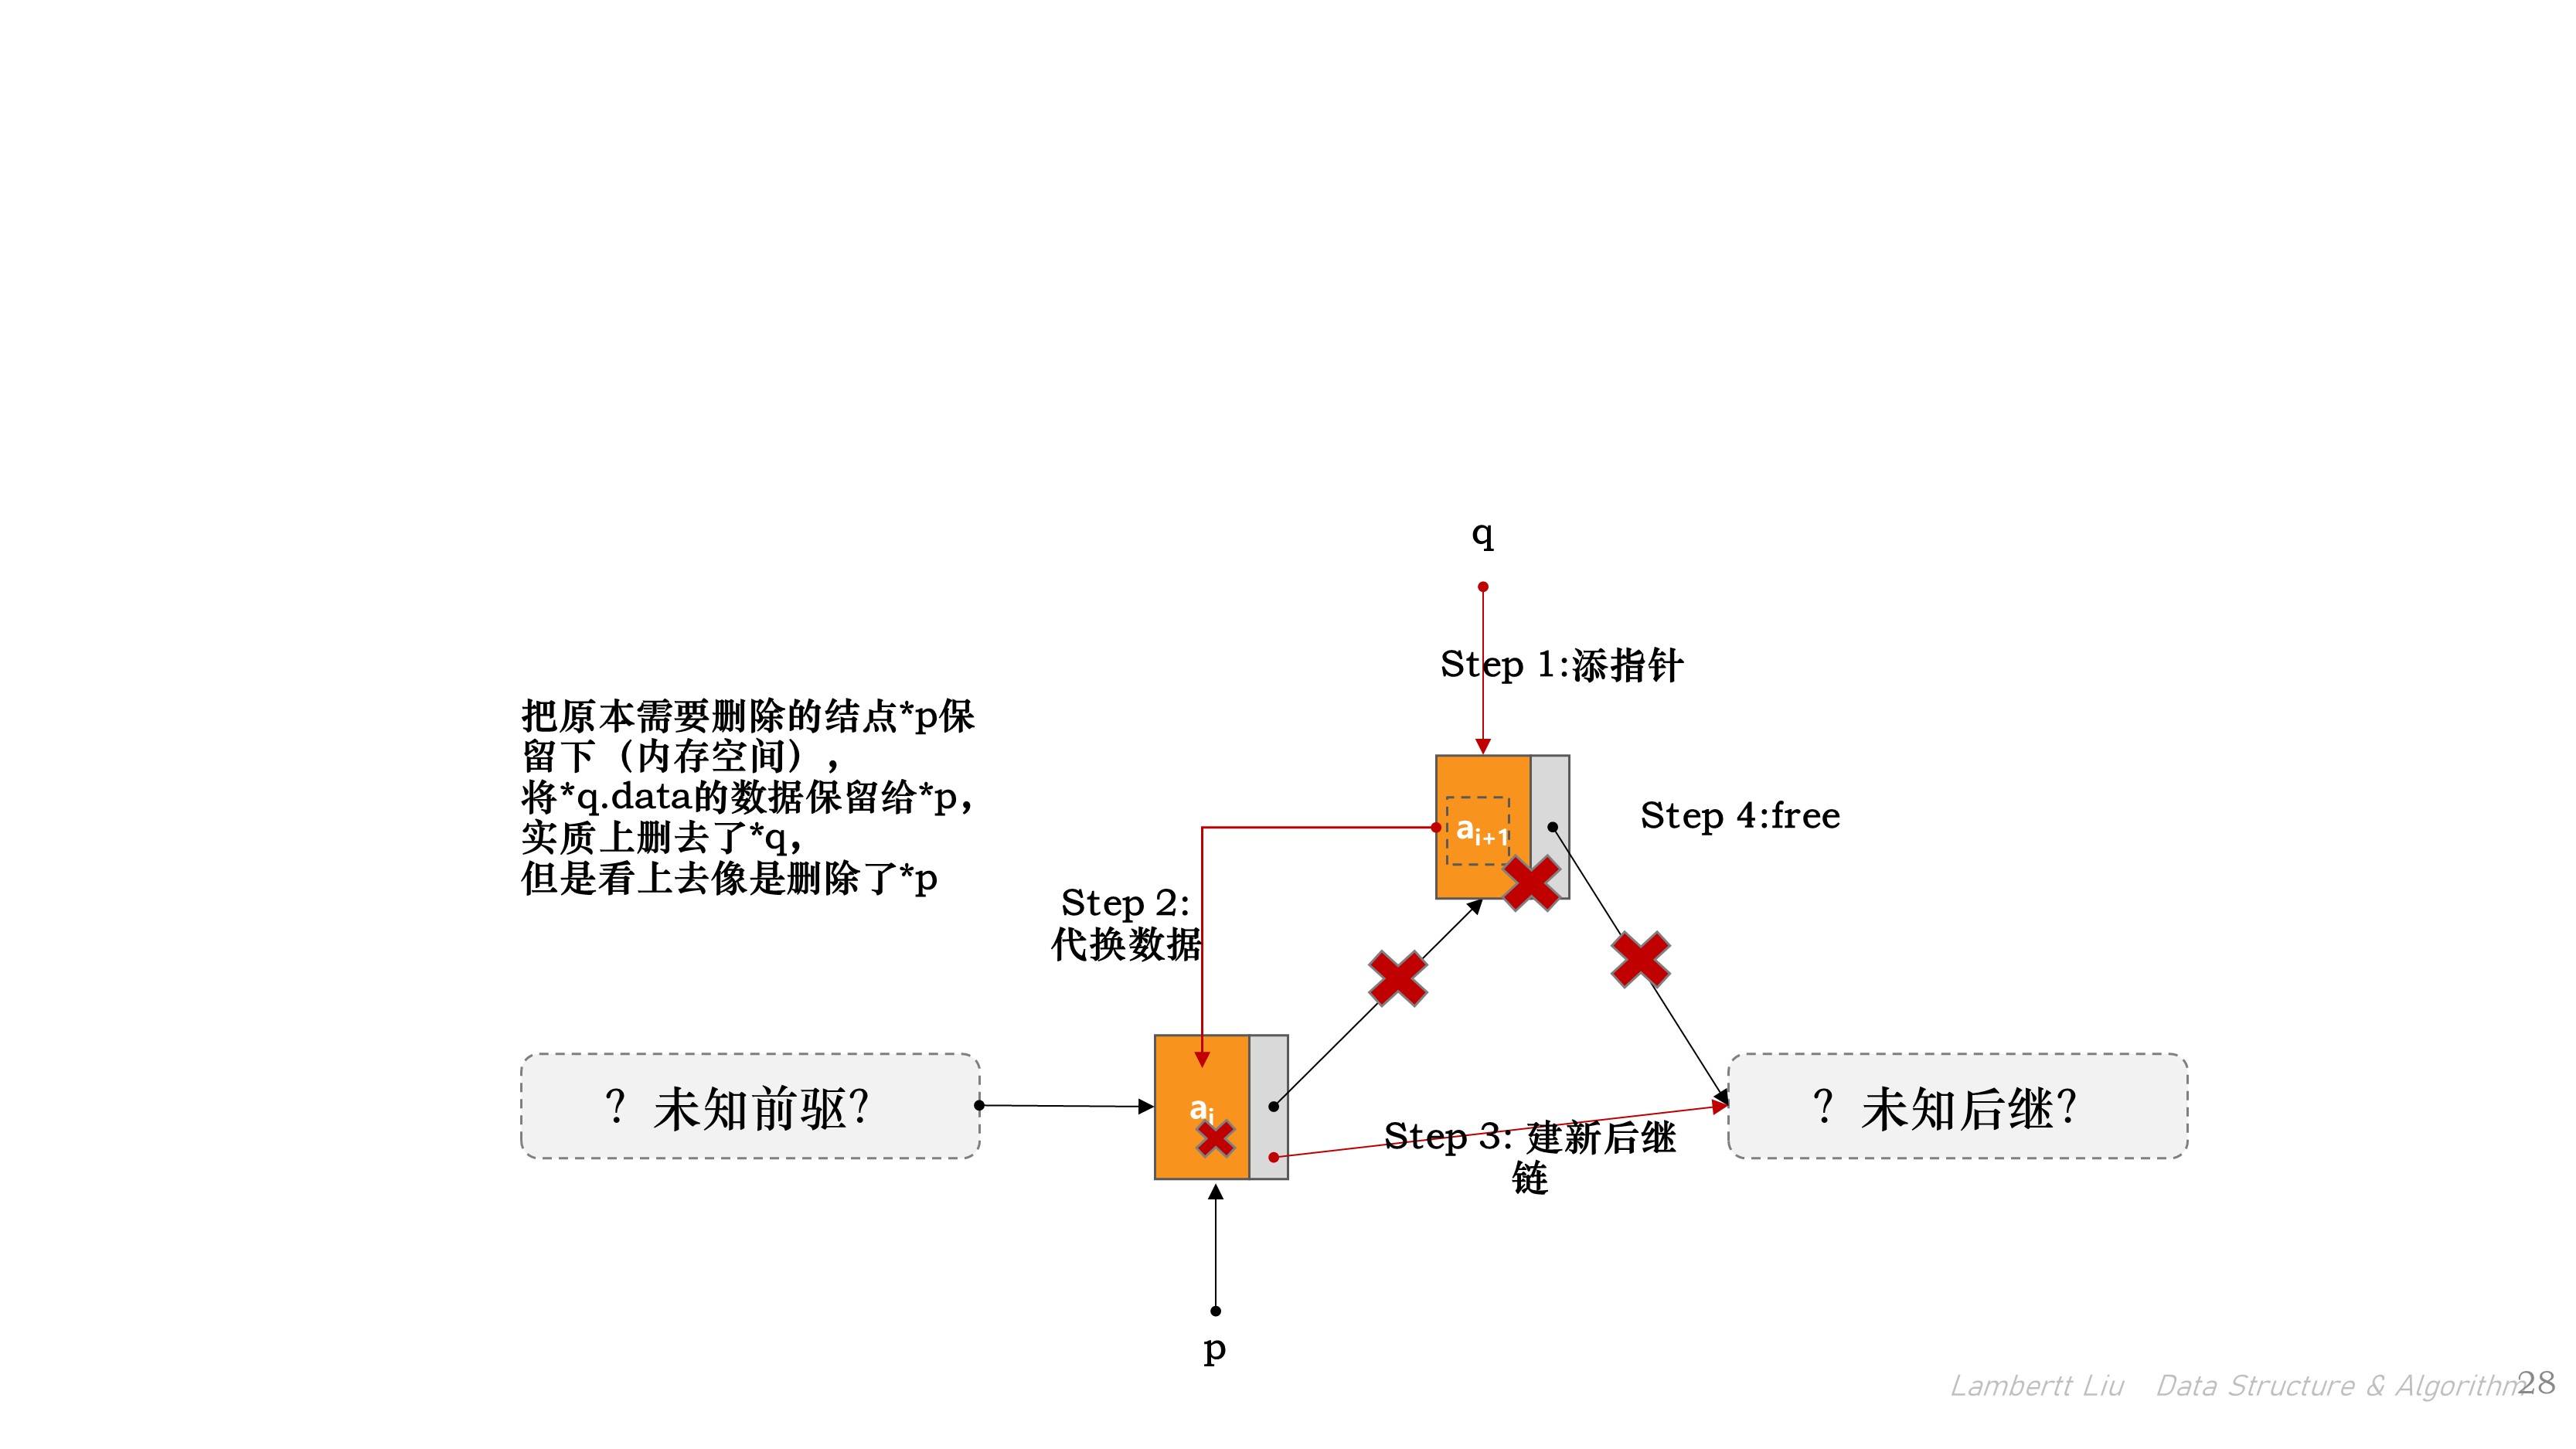 q
Step 1:添指针
把原本需要删除的结点*p保
留下（内存空间），
将*q.data的数据保留给*p，
实质上删去了*q，
但是看上去像是删除了*p
aᵢ₊₁
Step 4:free
Step 2:
代换数据
？未知前驱？
aᵢ
Step 3: 建新后继
链
？未知后继？
p
Lambertt Liu Data Structure & Algorithm
28